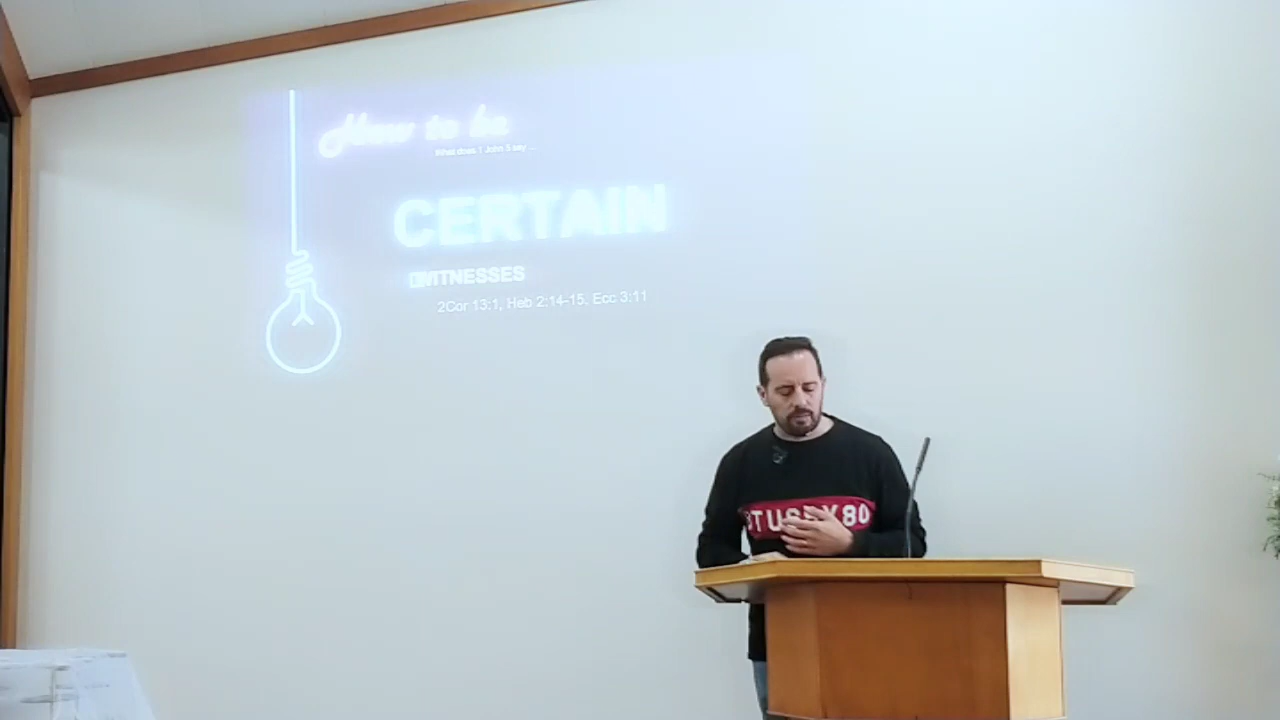 How to be
What does 1 John 5 say...
CERTAIN
WITNESSES
2Cor 13:1, Heb 2:14-15, Ecc 3:11
80